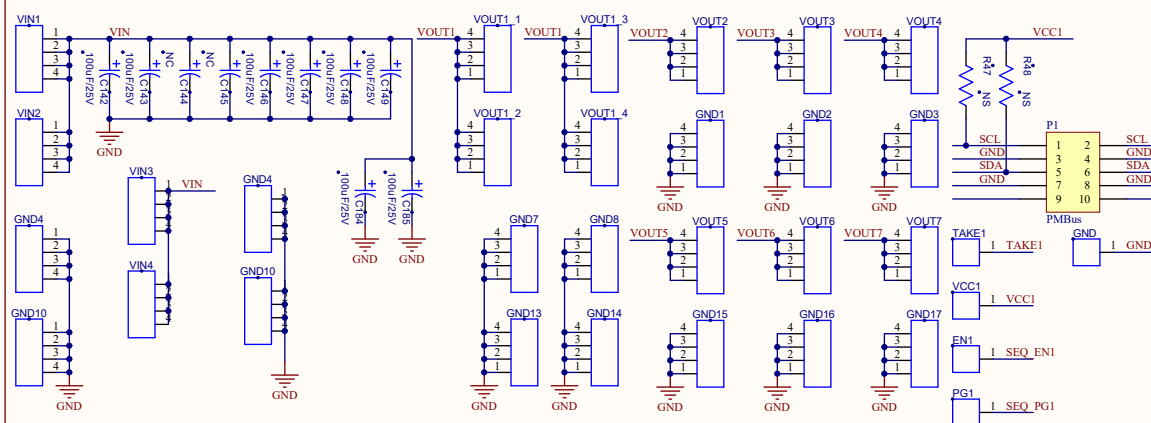 VIN1
1
2
3
4
VIN
100uF/25V
C142
100uF/25V
C143
NC
C144
NC
C145
100uF/25V
C146
100uF/25V
C147
100uF/25V
C148
100uF/25V
C149
100uF/25V
GND
VIN2
1
2
3
4
VOUT1
VOUT1_1
4
3
2
1
VOUT1_2
4
3
2
1
VOUT1
VOUT1_3
4
3
2
1
VOUT1_4
4
3
2
1
VOUT2
VOUT2
4
3
2
1
VOUT3
VOUT3
4
3
2
1
VOUT4
VOUT4
4
3
2
1
GND1
4
3
2
1
GND
GND2
4
3
2
1
GND
GND3
4
3
2
1
GND
VCC1
R47
NS
R48
NS
P1
SCL
1
2
SCL
GND
3
4
GND
SDA
5
6
SDA
GND
7
8
GND
9
10
PMBus
VIN3
VIN
VIN4
GND4
1
1
GND10
GND
100uF/25V
C184
GND
100uF/25V
C185
GND
GND4
1
2
3
4
GND10
1
2
3
4
GND
GND7
4
3
2
1
GND13
4
3
2
1
GND
GND8
4
3
2
1
GND14
4
3
2
1
GND
VOUT5
VOUT5
4
3
2
1
VOUT6
VOUT6
4
3
2
1
VOUT7
VOUT7
4
3
2
1
GND15
4
3
2
1
GND
GND16
4
3
2
1
GND
GND17
4
3
2
1
GND
TAKE1
1 TAKE1
GND
1 GND
VCC1
1 VCC1
EN1
1 SEQ_EN1
PG1
1 SEQ_PG1